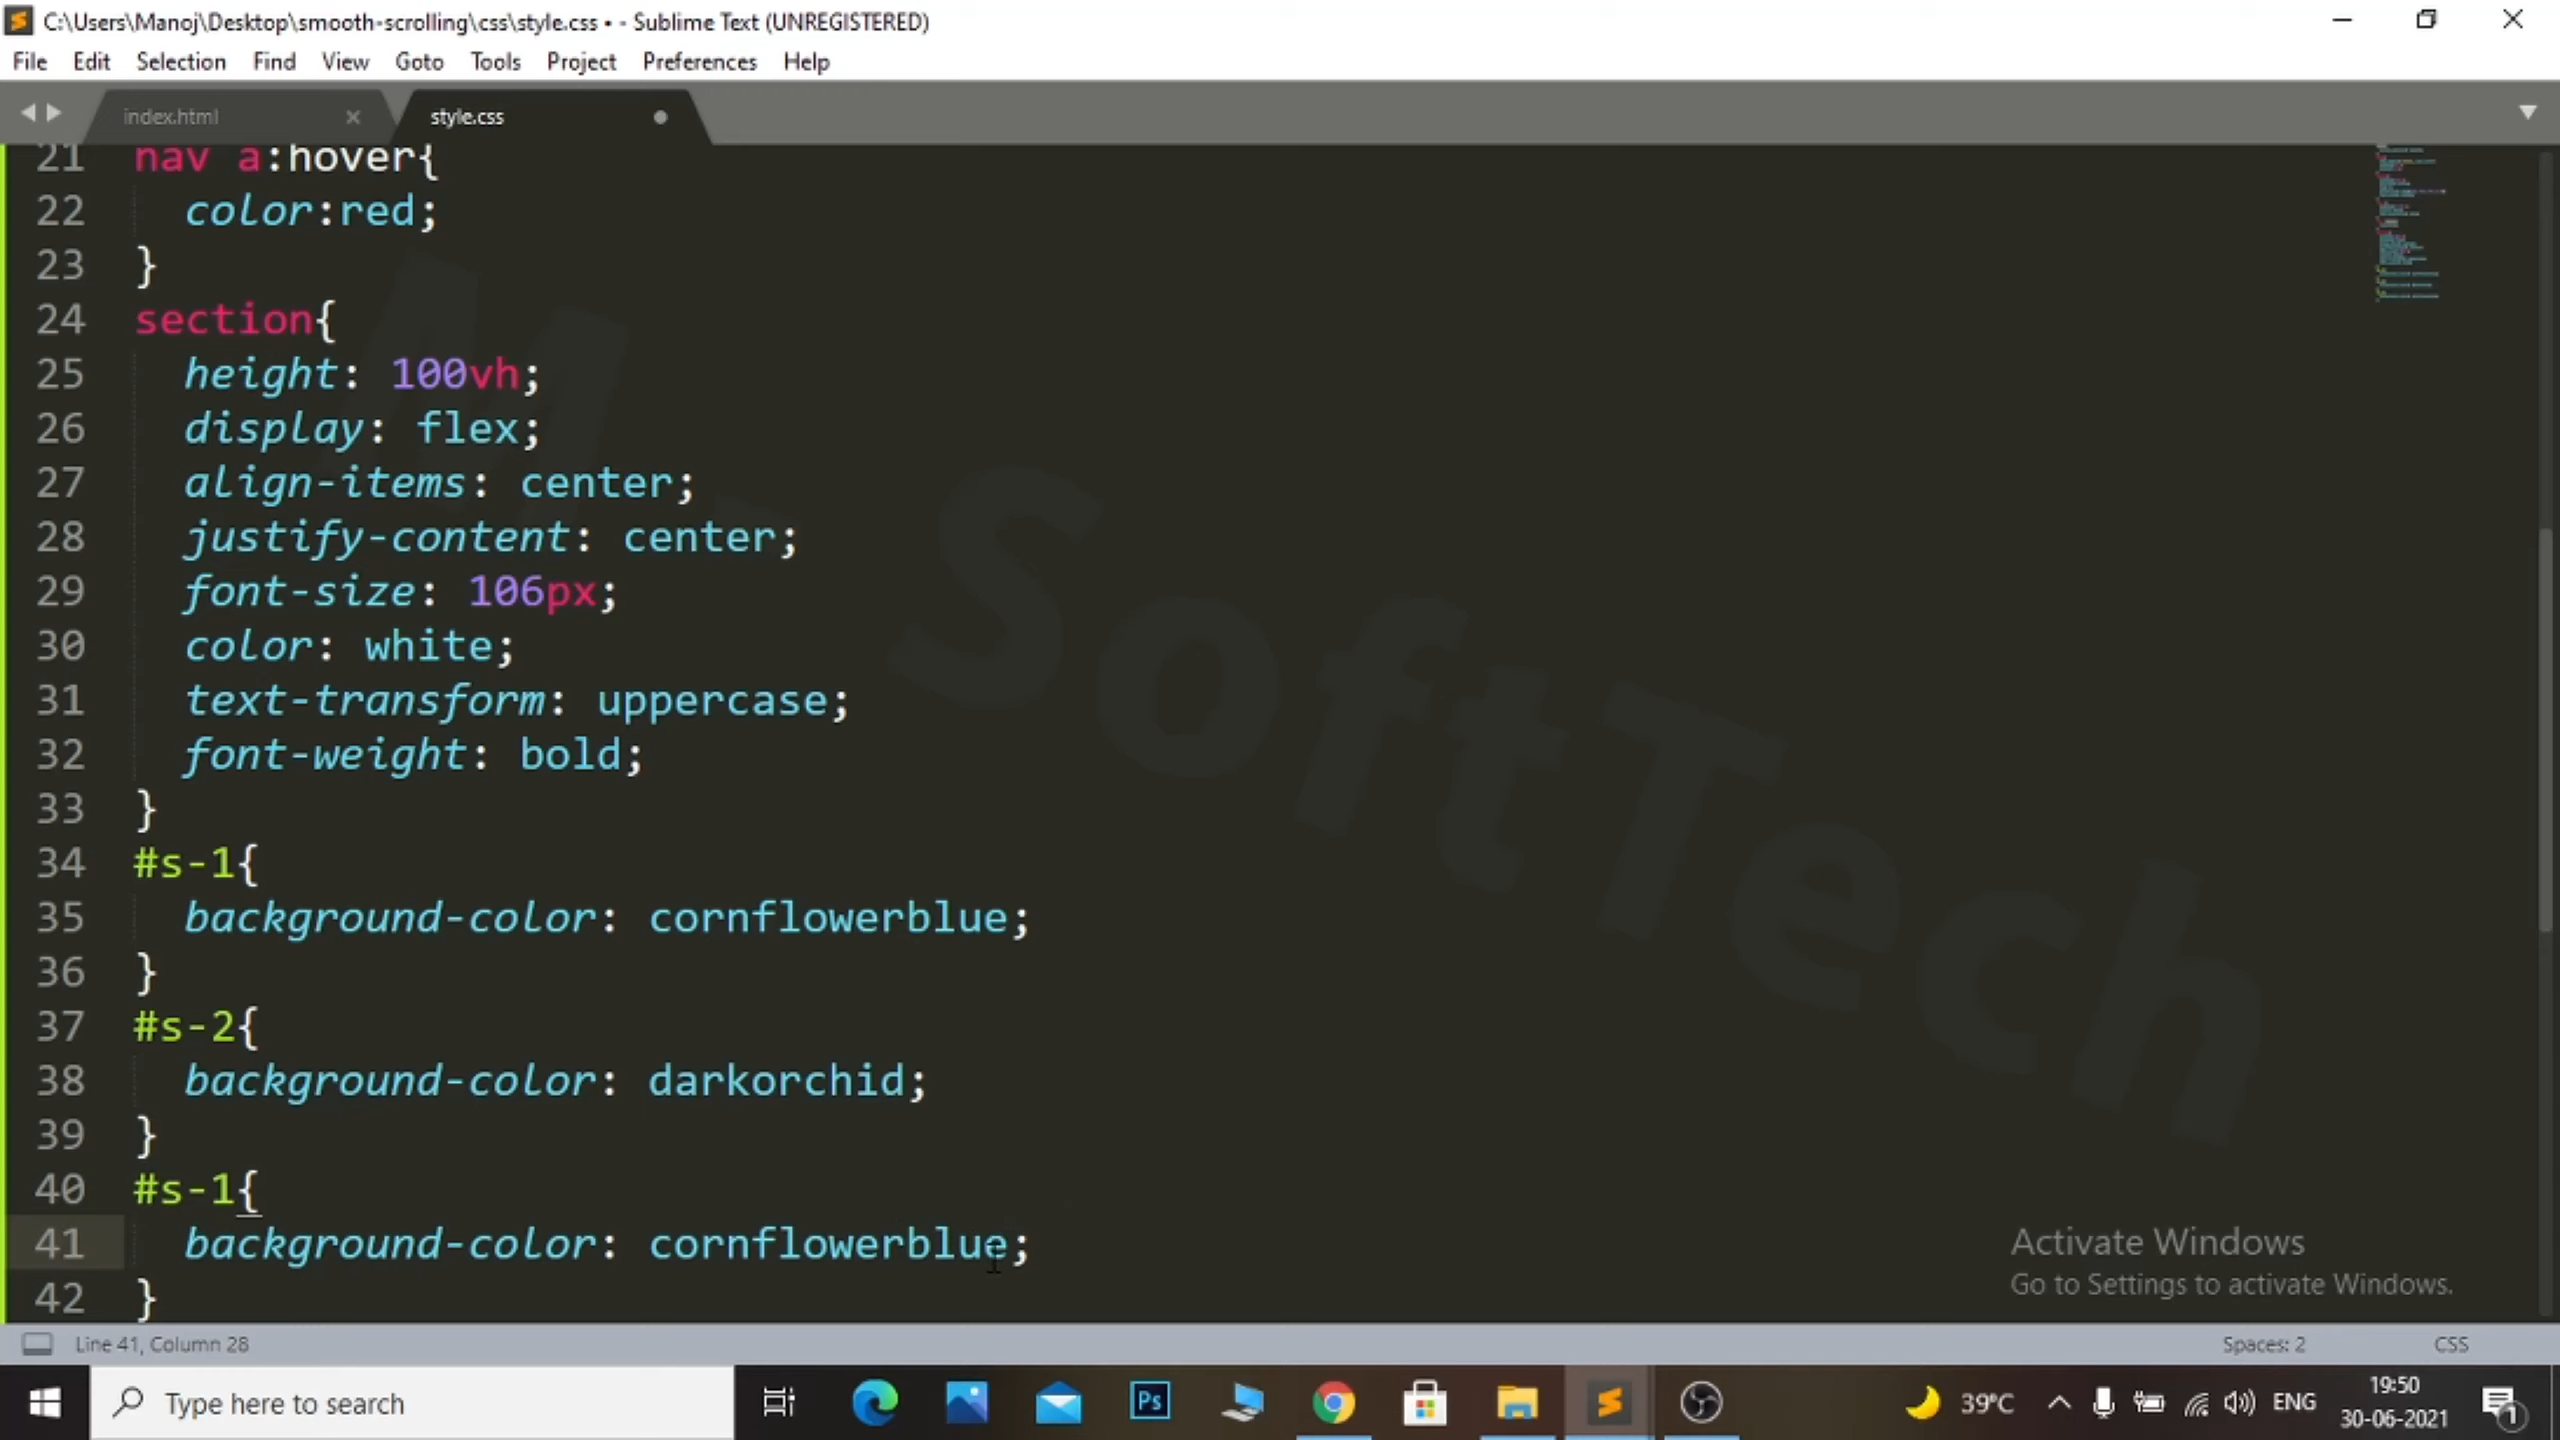 C:\Users\Manoj\Desktop\smooth-scrolling\css\style.css • - Sublime Text (UNREGISTERED)
File Edit Selection Find View Goto Tools Project Preferences Help
index.html × style.css
21 nav a:hover{
22 color:red;
23 }
24 section{
25 height: 100vh;
26 display: flex;
27 align-items: center;
28 justify-content: center;
29 font-size: 106px;
30 color: white;
31 text-transform: uppercase;
32 font-weight: bold;
33 }
34 #s-1{
35 background-color: cornflowerblue;
36 }
37 #s-2{
38 background-color: darkorchid;
39 }
40 #s-1{
41 background-color: cornflowerblue;
42 }
M - SoftTech
Activate Windows
Go to Settings to activate Windows.
Line 41, Column 28 Spaces: 2 CSS
Type here to search Ps 39°C ENG 19:50
30-06-2021 1